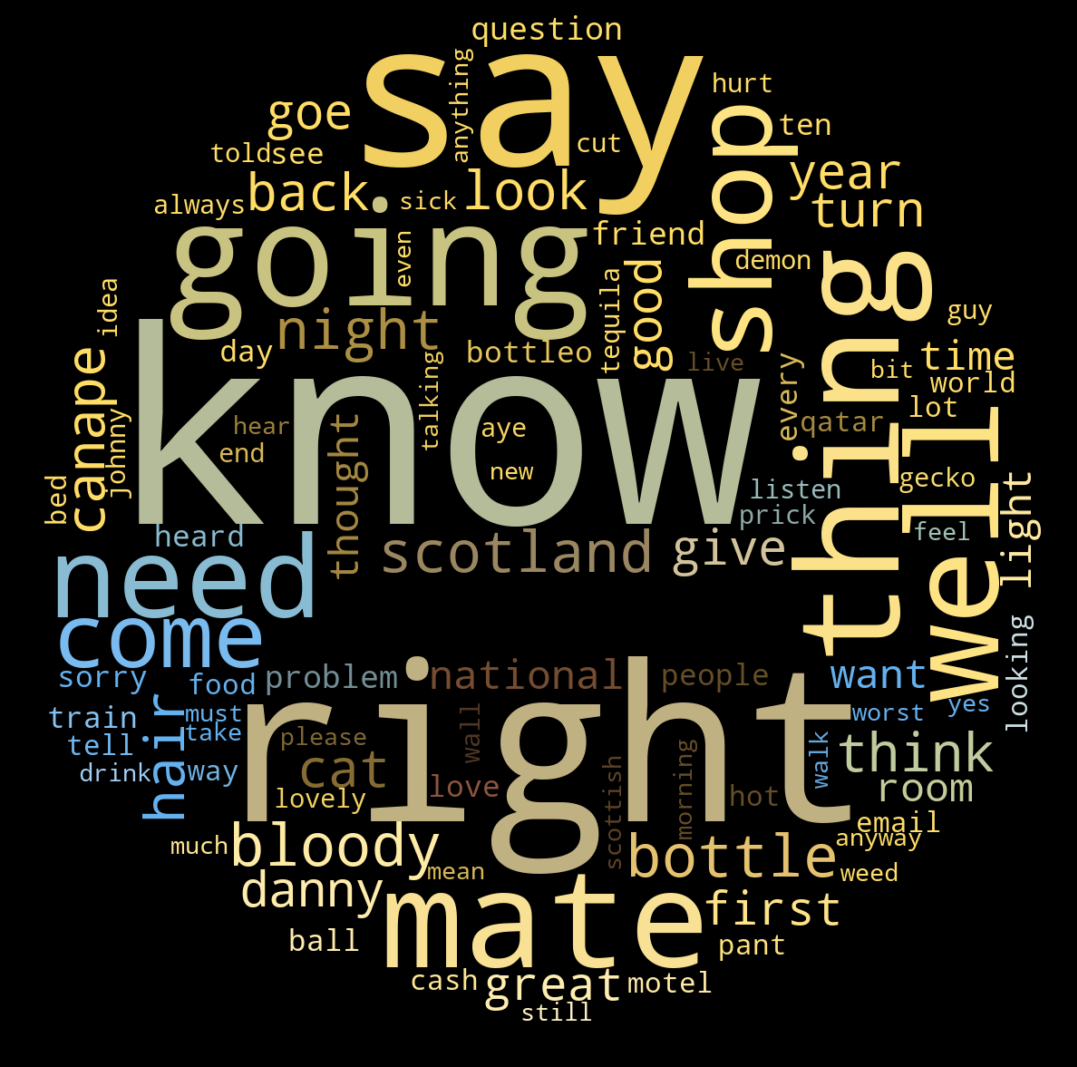 question
say
anything
hurt
goe
shop
ten
cut
told
see
year
always
back
sick
look
turn
going
even
friend
thing
demon
idea
night
tequila
good
guy
day
bottleo
live
time
canape
know
talking
every
bit
world
johnny
hear
thought
aye
qatar
lot
well
end
new
bed
listen
gecko
light
prick
heard
feel
need
scotland
give
come
looking
sorry
food
problem
right
national
people
want
hair
train
must
take
wall
worst
yes
tell
please
walk
think
drink
way
cat
love
scottish
morning
hot
room
lovely
email
much
bloody
mean
bottle
anyway
weed
danny
mate
first
ball
pant
cash
great
motel
still